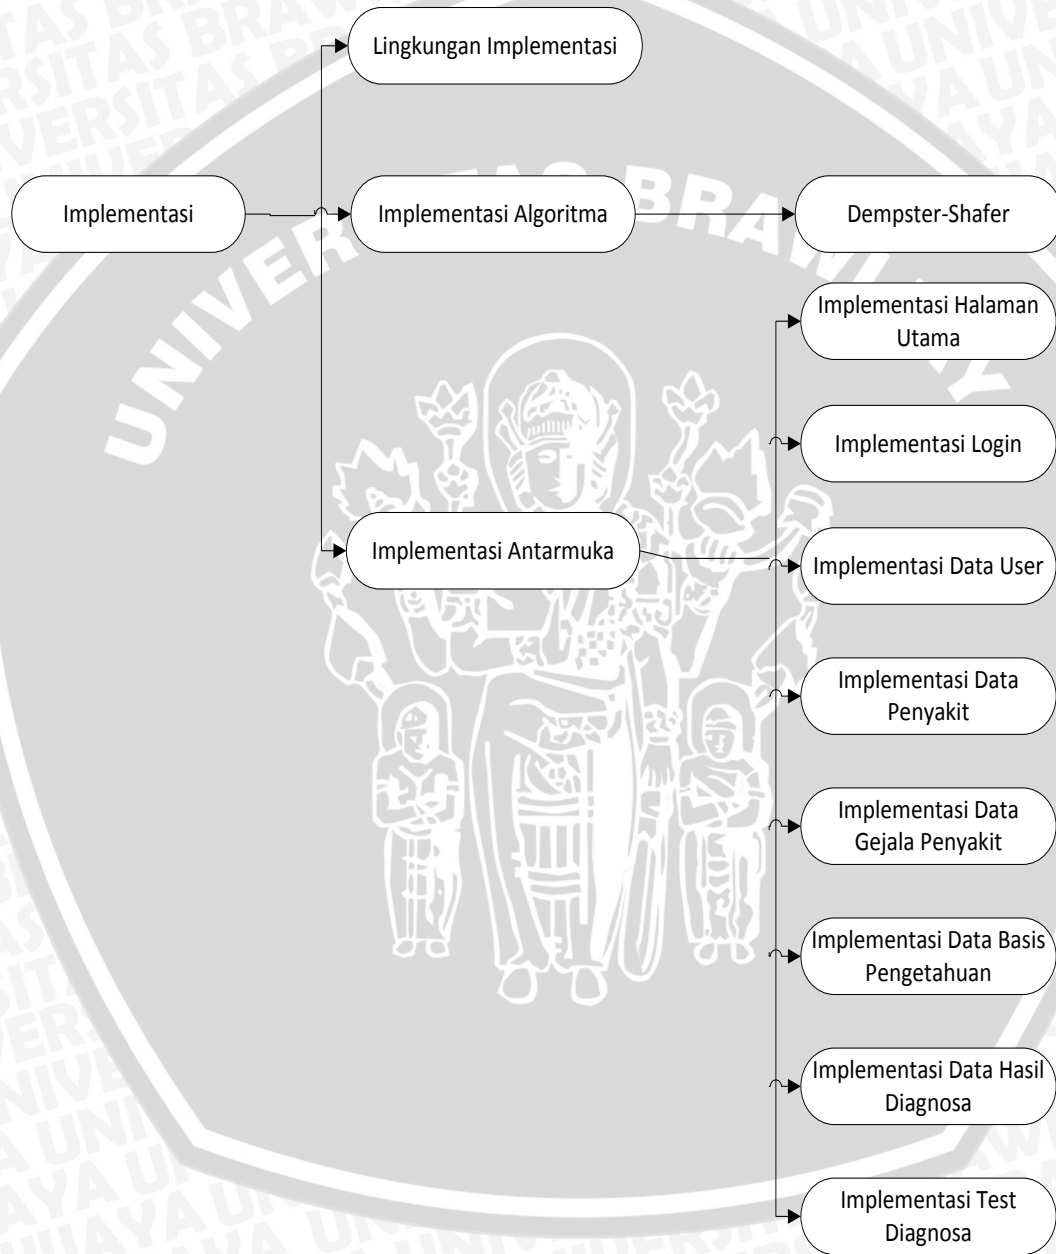 Lingkungan Implementasi
Implementasi
Implementasi Algoritma
Dempster-Shafer
Implementasi Halaman
Utama
Implementasi Login
Implementasi Antarmuka
Implementasi Data User
Implementasi Data
Penyakit
Implementasi Data
Gejala Penyakit
Implementasi Data Basis
Pengetahuan
Implementasi Data Hasil
Diagnosa
Implementasi Test
Diagnosa